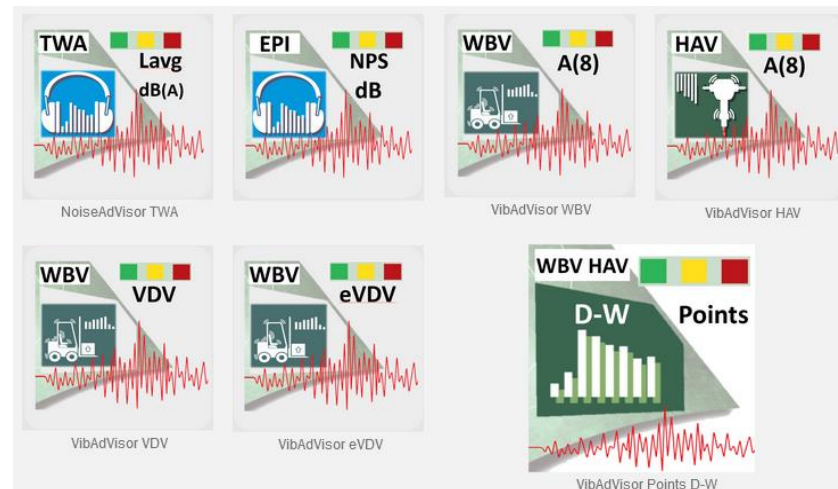 TWA
Lavg
dB(A)
NoiseAdVisor TWA
EPI
NPS
dB
WBV
A(8)
VibAdVisor WBV
HAV
A(8)
VibAdVisor HAV
WBV
VDV
VibAdVisor VDV
WBV
eVDV
VibAdVisor eVDV
WBV HAV
D-W
Points
VibAdVisor Points D-W